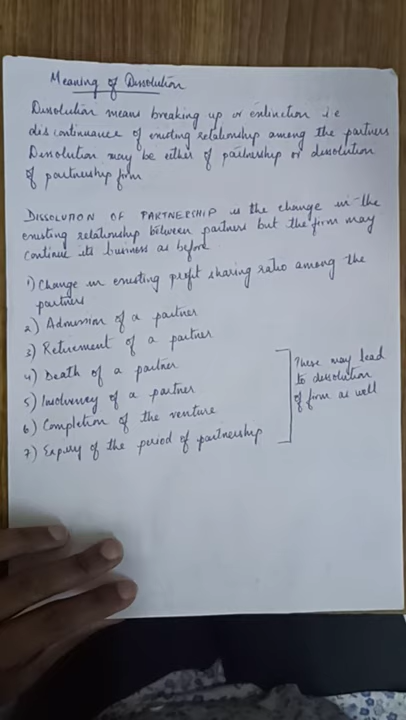 Meaning of Dissolution
Dissolution means breaking up or extinction i.e
discontinuance of existing relationship among the partners
Dissolution may be either of partnership or dissolution
of partnership firm
DISSOLUTION OF PARTNERSHIP is the change in the
existing relationship between partners but the firm may
continue its business as before
1) Change in existing profit sharing ratio among the
partners
2) Admission of a partner
3) Retirement of a partner
4) Death of a partner
5) Insolvency of a partner
6) Completion of the venture
7) Expiry of the period of partnership
These may lead
to dissolution
of firm as well